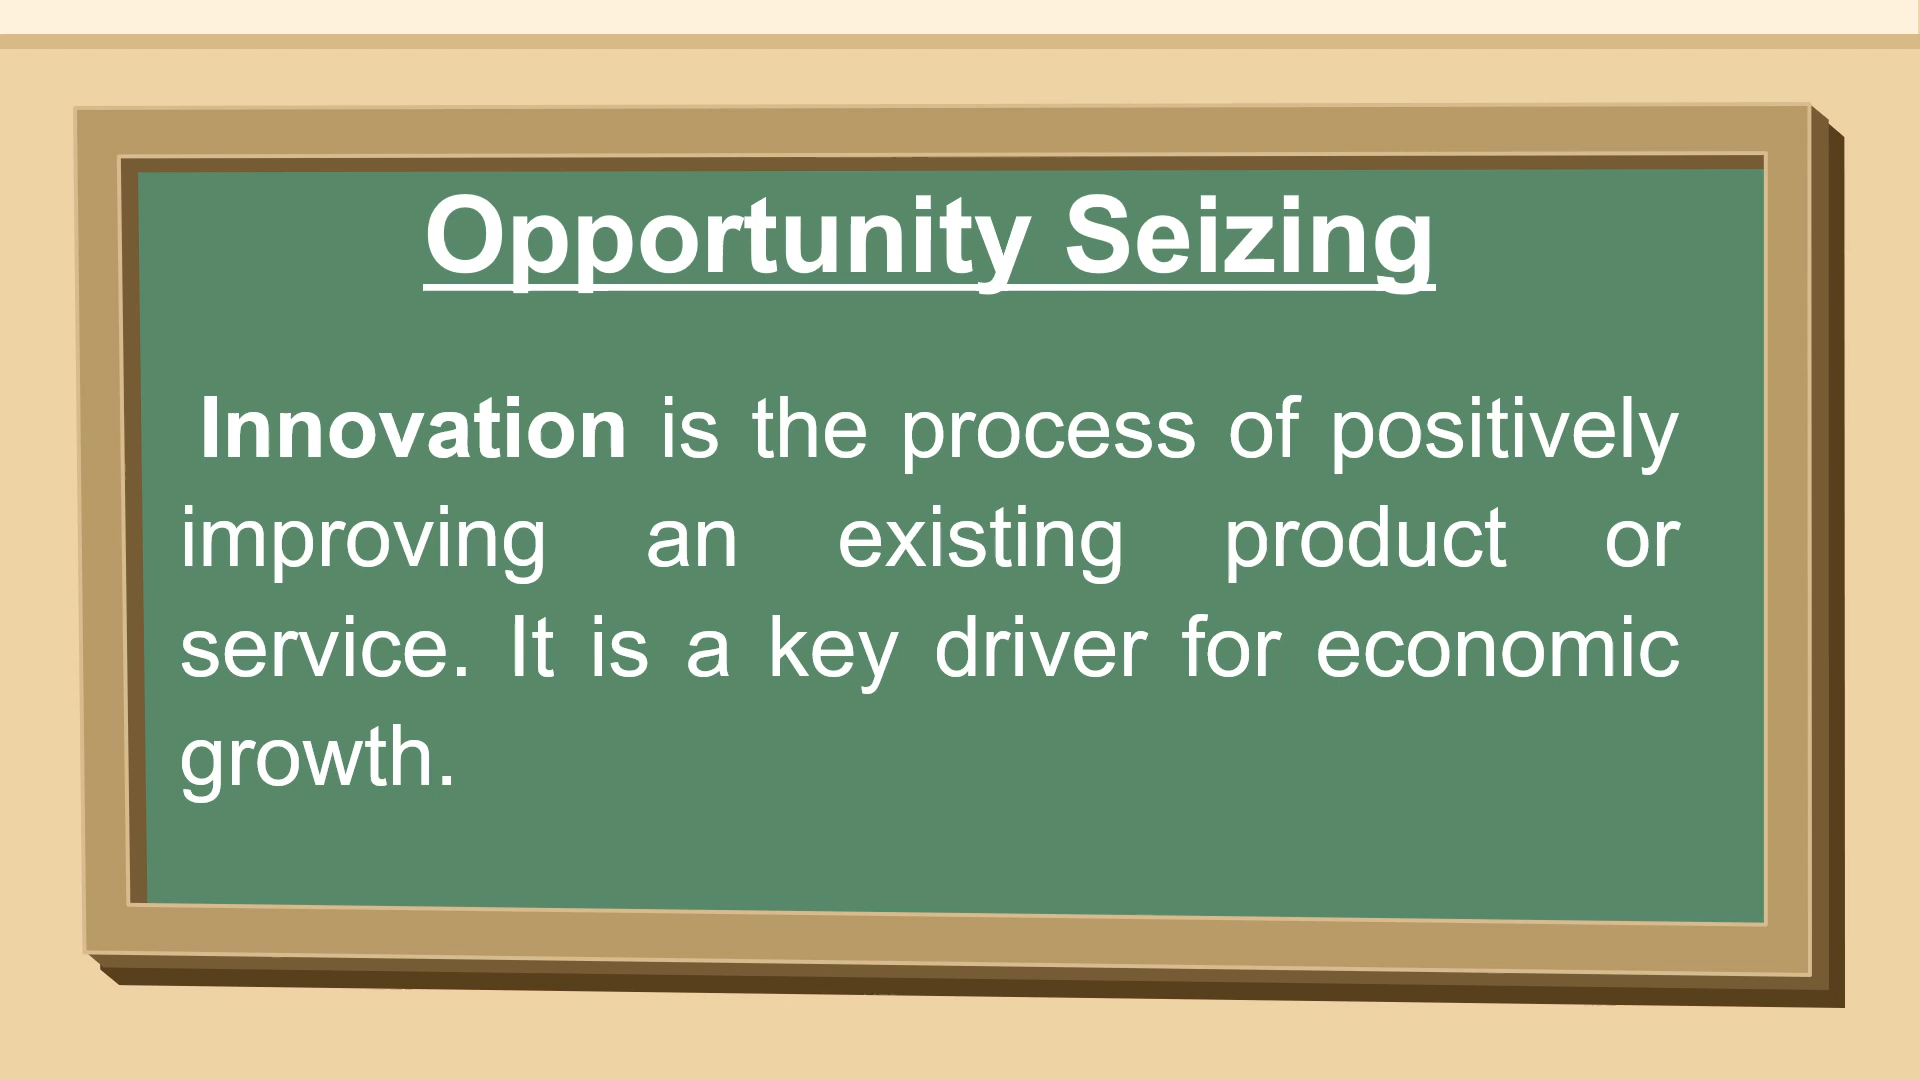 Opportunity Seizing
Innovation is the process of positively
improving an existing product or
service. It is a key driver for economic
growth.